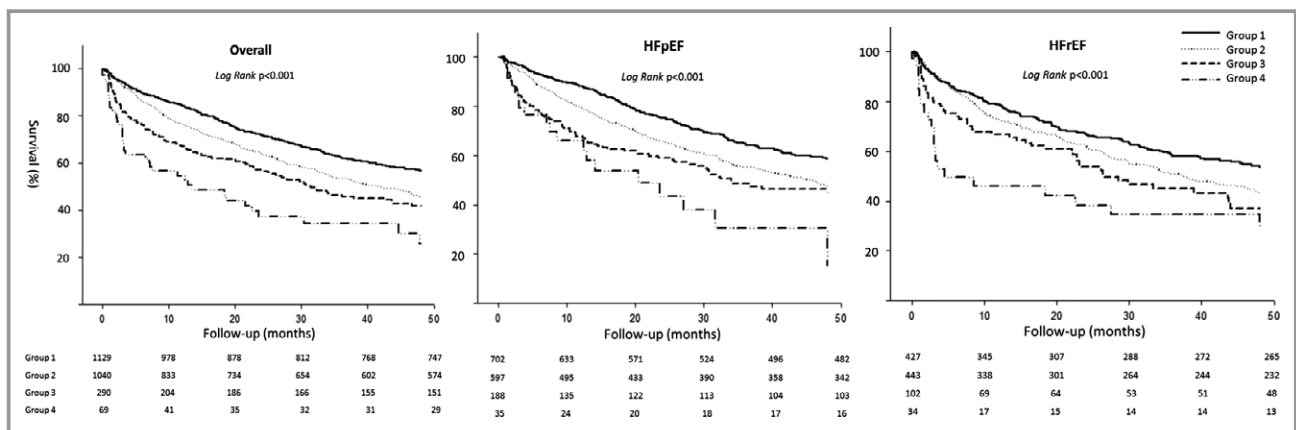 Overall
Log Rank p<0.001
Survival (%)
100
80
60
40
20
0 10 20 30 40 50
Follow-up (months)
HFpEF
Log Rank p<0.001
100
80
60
40
20
0 10 20 30 40 50
Follow-up (months)
HFrEF
Log Rank p<0.001
100
80
60
40
20
0 10 20 30 40 50
Follow-up (months)
Group 1
Group 2
Group 3
Group 4
Group 1 1129 978 878 812 768 747
Group 2 1040 833 734 654 602 574
Group 3 290 204 186 166 155 151
Group 4 69 41 35 32 31 29
702 633 571 524 496 482
597 495 433 390 358 342
188 135 122 113 104 103
35 24 20 18 17 16
427 345 307 288 272 265
443 338 301 264 244 232
102 69 64 53 51 48
34 17 15 14 14 13